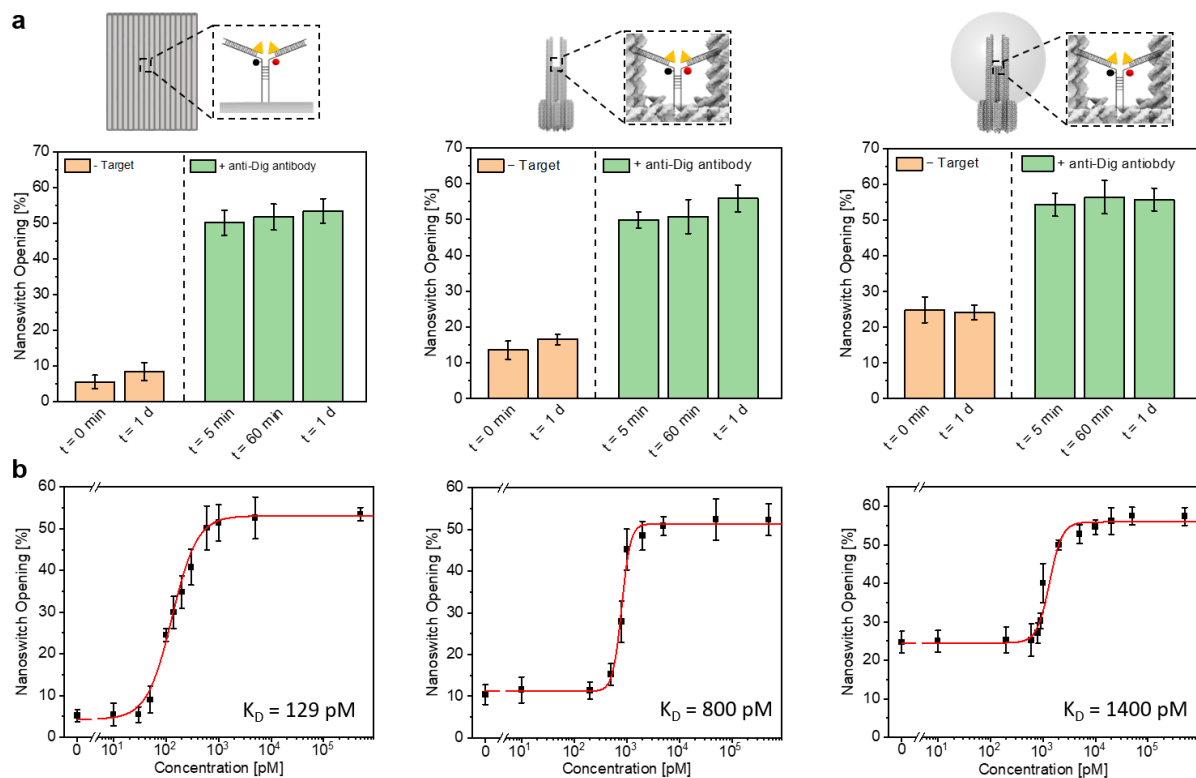 a
70
60
50
40
30
20
10
0
Nanoswitch Opening [%]
- Target
+ anti-Dig antibody
t = 0 min
t = 1 d
t = 5 min
t = 60 min
t = 1 d
70
60
50
40
30
20
10
0
Nanoswitch Opening [%]
- Target
+ anti-Dig antibody
t = 0 min
t = 1 d
t = 5 min
t = 60 min
t = 1 d
70
60
50
40
30
20
10
0
Nanoswitch Opening [%]
– Target
+ anti-Dig antiobdy
t = 0 min
t = 1 d
t = 5 min
t = 60 min
t = 1 d
b
60
50
40
30
20
10
0
Nanoswitch Opening [%]
K_D = 129 pM
0 10¹ 10² 10³ 10⁴ 10⁵
Concentration [pM]
60
50
40
30
20
10
0
Nanoswitch Opening [%]
K_D = 800 pM
0 10¹ 10² 10³ 10⁴ 10⁵
Concentration [pM]
60
50
40
30
20
10
0
Nanoswitch Opening [%]
K_D = 1400 pM
0 10¹ 10² 10³ 10⁴ 10⁵
Concentration [pM]